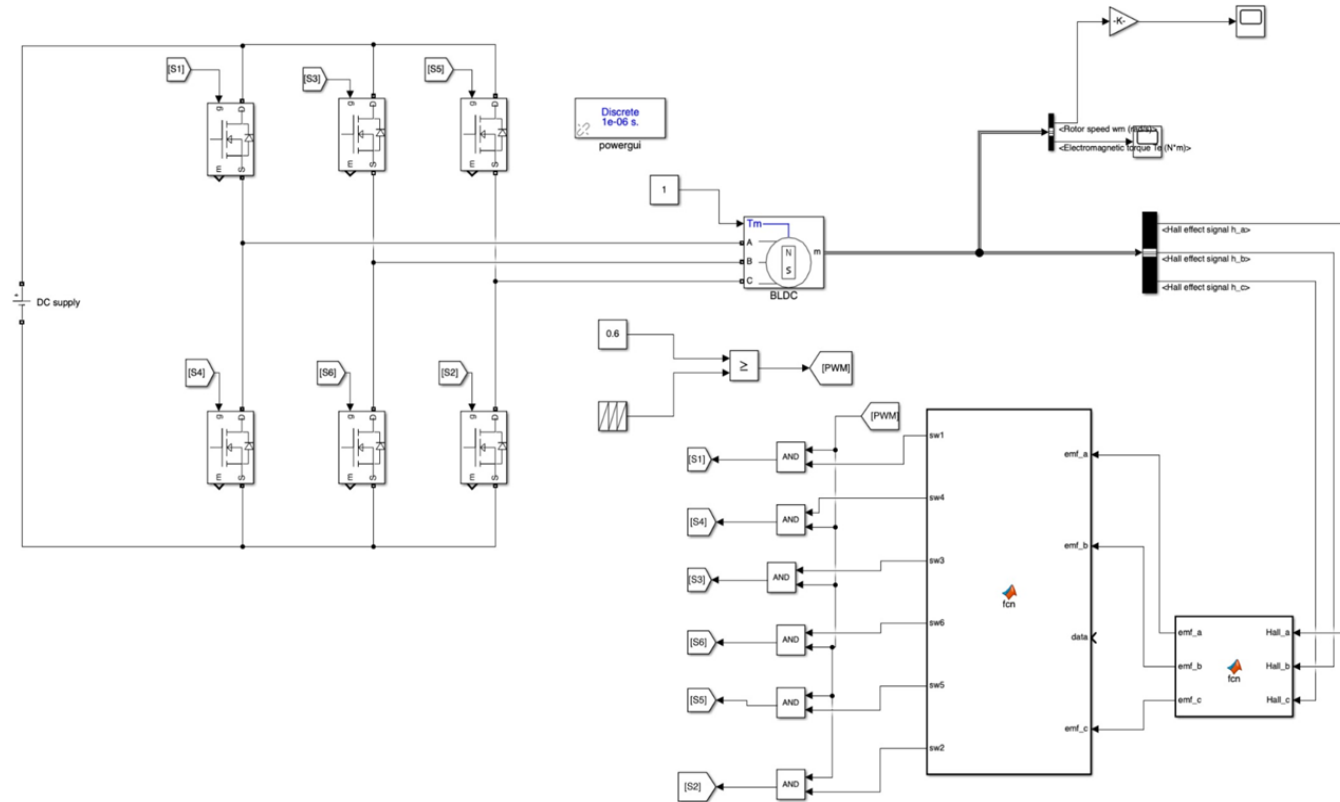 -K-
[S1]
[S3]
[S5]
g
D
g
D
g
D
m
S
m
S
m
S
Discrete
1e-06 s.
powergui
<Rotor speed wm
<Electromagnetic torque Te (N*m)>
1
Tm
A
B
C
N
S
m
BLDC
<Hall effect signal h_a>
<Hall effect signal h_b>
<Hall effect signal h_c>
+
DC supply
0.6
≥
[PWM]
[S4]
[S6]
[S2]
g
D
g
D
g
D
m
S
m
S
m
S
[PWM]
[S1]
AND
sw1
emf_a
[S4]
AND
sw4
emf_b
[S3]
AND
sw3
fcn
[S6]
AND
sw6
data
emf_a
Hall_a
emf_b
Hall_b
fcn
emf_c
Hall_c
[S5]
AND
sw5
emf_c
[S2]
AND
sw2